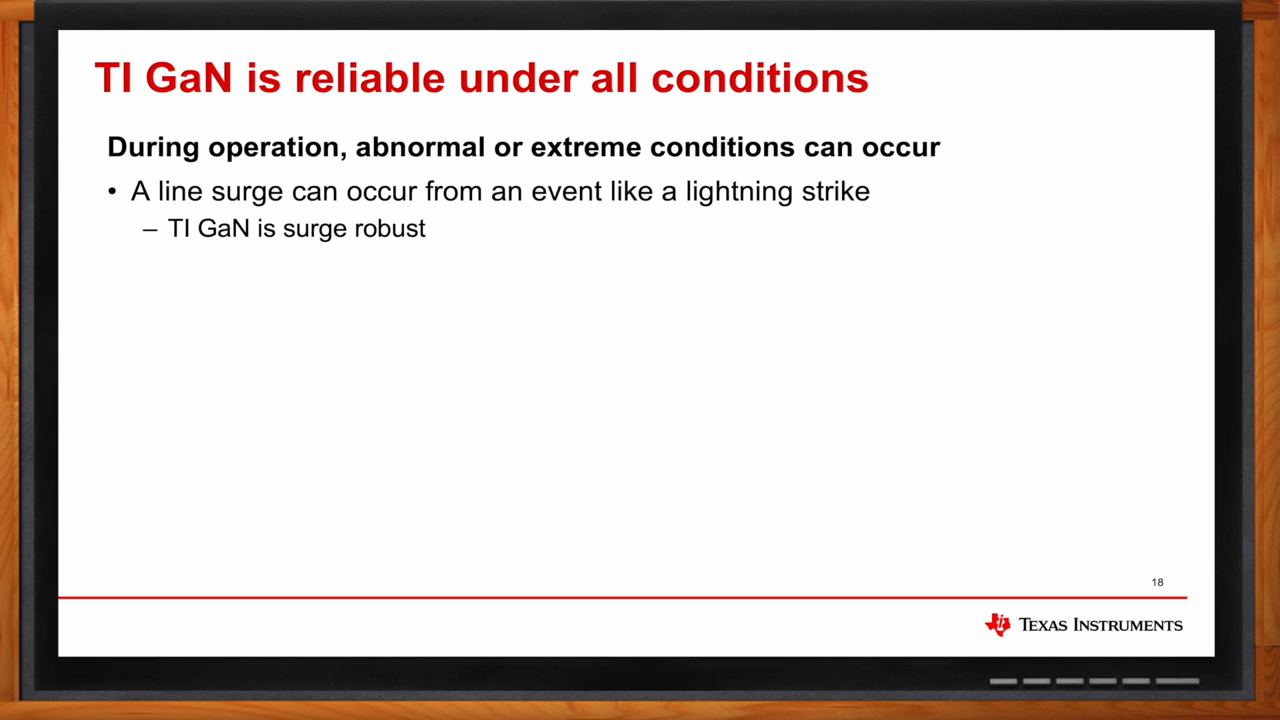 TI GaN is reliable under all conditions
During operation, abnormal or extreme conditions can occur
• A line surge can occur from an event like a lightning strike
– TI GaN is surge robust
18
TEXAS INSTRUMENTS